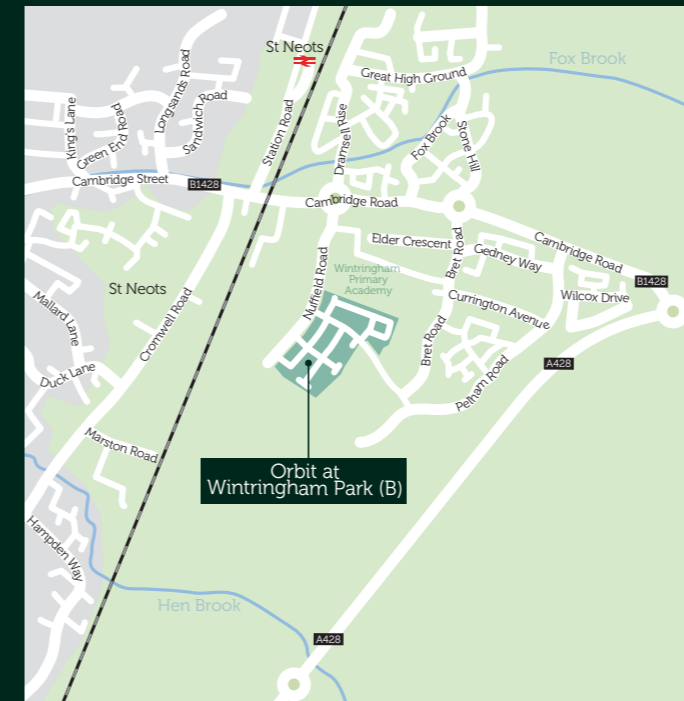 St Neots
Fox Brook
Great High Ground
Longsands Road
Sandwich Road
King's Lane
Green End Road
Station Road
Dramsell Rise
Fox Brook
Stone Hill
Cambridge Street
B1428
Cambridge Road
Elder Crescent
Bret Road
Gedney Way
Cambridge Road
B1428
Wintringham
Primary
Academy
St Neots
Nuffield Road
Currington Avenue
Wilcox Drive
Mallard Lane
Cromwell Road
Bret Road
A428
Duck Lane
Pelham Road
Marston Road
Orbit at
Wintringham Park (B)
Hampden Way
Hen Brook
A428